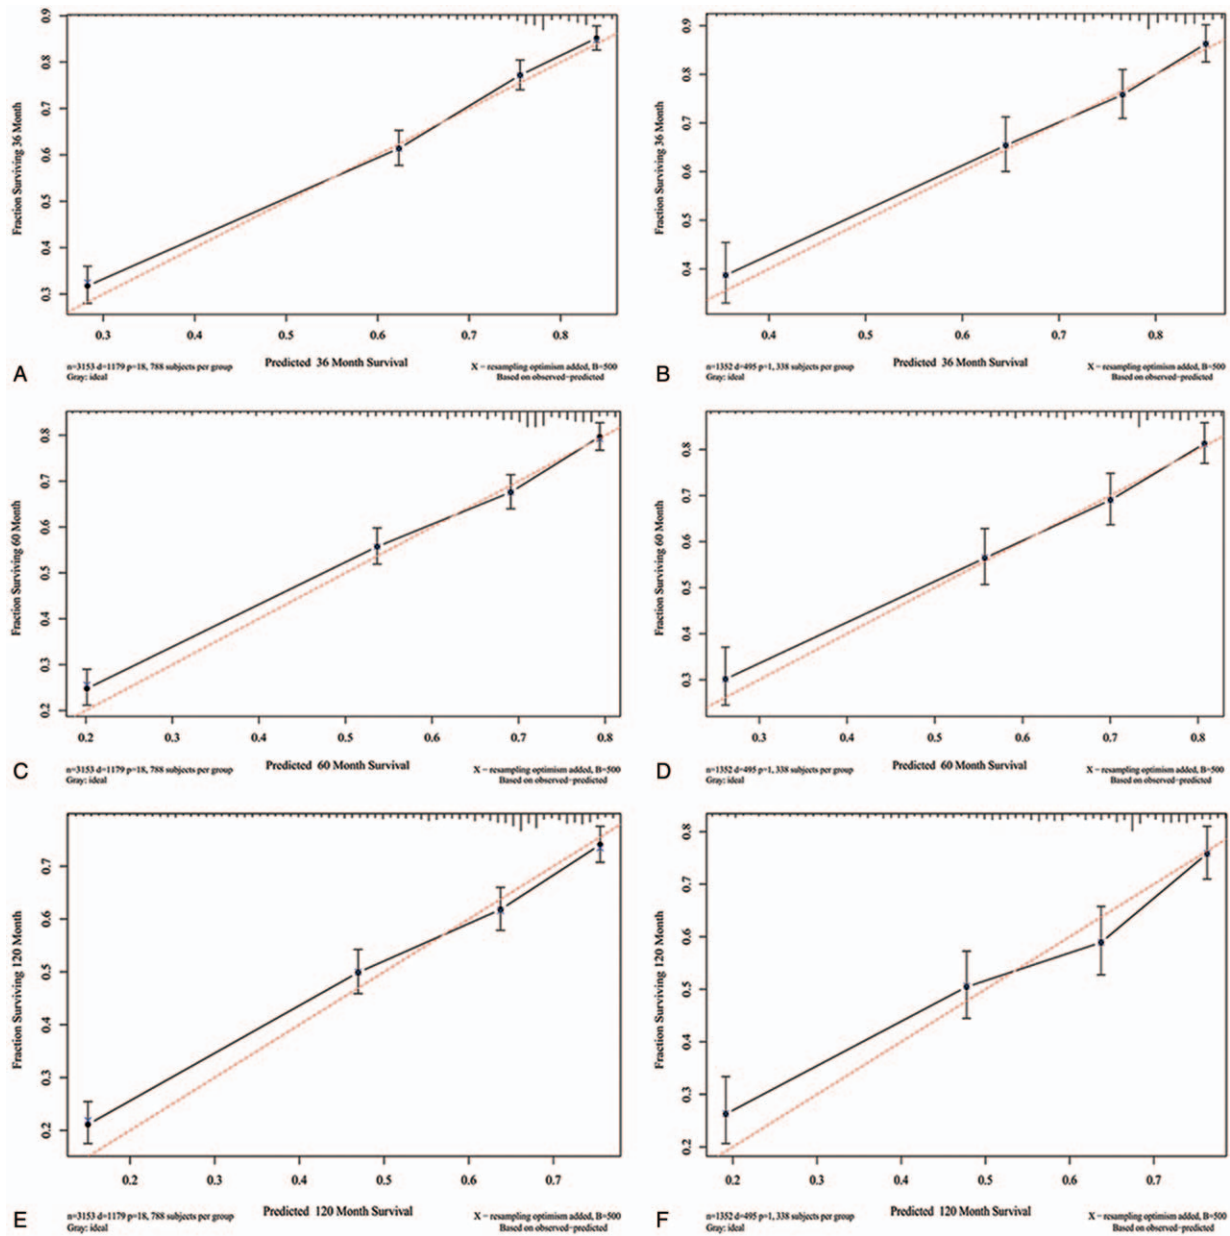 0.9
0.8
0.7
0.6
0.5
0.4
0.3
Fraction Surviving 36 Month
0.3 0.4 0.5 0.6 0.7 0.8
A
n=3153 d=1179 p=18, 788 subjects per group
Gray: ideal
Predicted 36 Month Survival
X = resampling optimism added, B=500
Based on observed-predicted
0.9
0.8
0.7
0.6
0.5
0.4
Fraction Surviving 36 Month
0.4 0.5 0.6 0.7 0.8
B
n=1352 d=495 p=1, 338 subjects per group
Gray: ideal
Predicted 36 Month Survival
X = resampling optimism added, B=500
Based on observed-predicted
0.8
0.7
0.6
0.5
0.4
0.3
0.2
Fraction Surviving 60 Month
0.2 0.3 0.4 0.5 0.6 0.7 0.8
C
n=3153 d=1179 p=18, 788 subjects per group
Gray: ideal
Predicted 60 Month Survival
X = resampling optimism added, B=500
Based on observed-predicted
0.8
0.7
0.6
0.5
0.4
0.3
Fraction Surviving 60 Month
0.3 0.4 0.5 0.6 0.7 0.8
D
n=1352 d=495 p=1, 338 subjects per group
Gray: ideal
Predicted 60 Month Survival
X = resampling optimism added, B=500
Based on observed-predicted
0.7
0.6
0.5
0.4
0.3
0.2
Fraction Surviving 120 Month
0.2 0.3 0.4 0.5 0.6 0.7
E
n=3153 d=1179 p=18, 788 subjects per group
Gray: ideal
Predicted 120 Month Survival
X = resampling optimism added, B=500
Based on observed-predicted
0.8
0.7
0.6
0.5
0.4
0.3
0.2
Fraction Surviving 120 Month
0.2 0.3 0.4 0.5 0.6 0.7
F
n=1352 d=495 p=1, 338 subjects per group
Gray: ideal
Predicted 120 Month Survival
X = resampling optimism added, B=500
Based on observed-predicted